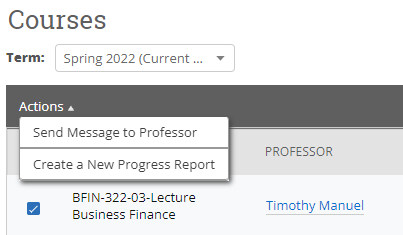 Courses
Term: Spring 2022 (Current ...
Actions
Send Message to Professor
PROFESSOR
Create a New Progress Report
BFIN-322-03-Lecture
Business Finance
Timothy Manuel